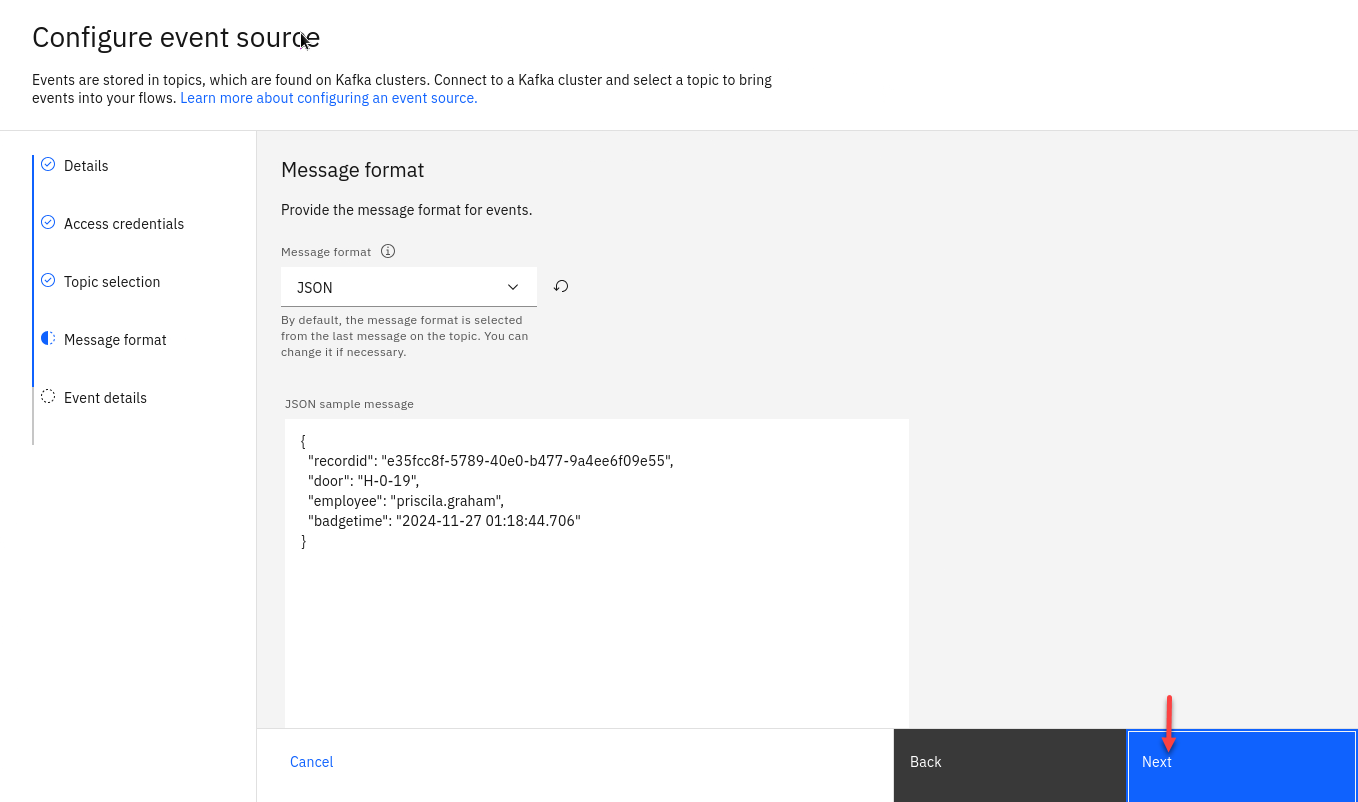 Configure event source
Events are stored in topics, which are found on Kafka clusters. Connect to a Kafka cluster and select a topic to bring
events into your flows. Learn more about configuring an event source.
Details
Access credentials
Topic selection
Message format
Event details
Message format
Provide the message format for events.
Message format
JSON
By default, the message format is selected
from the last message on the topic. You can
change it if necessary.
JSON sample message
{
  "recordid": "e35fcc8f-5789-40e0-b477-9a4ee6f09e55",
  "door": "H-0-19",
  "employee": "priscila.graham",
  "badgetime": "2024-11-27 01:18:44.706"
}
Cancel
Back
Next